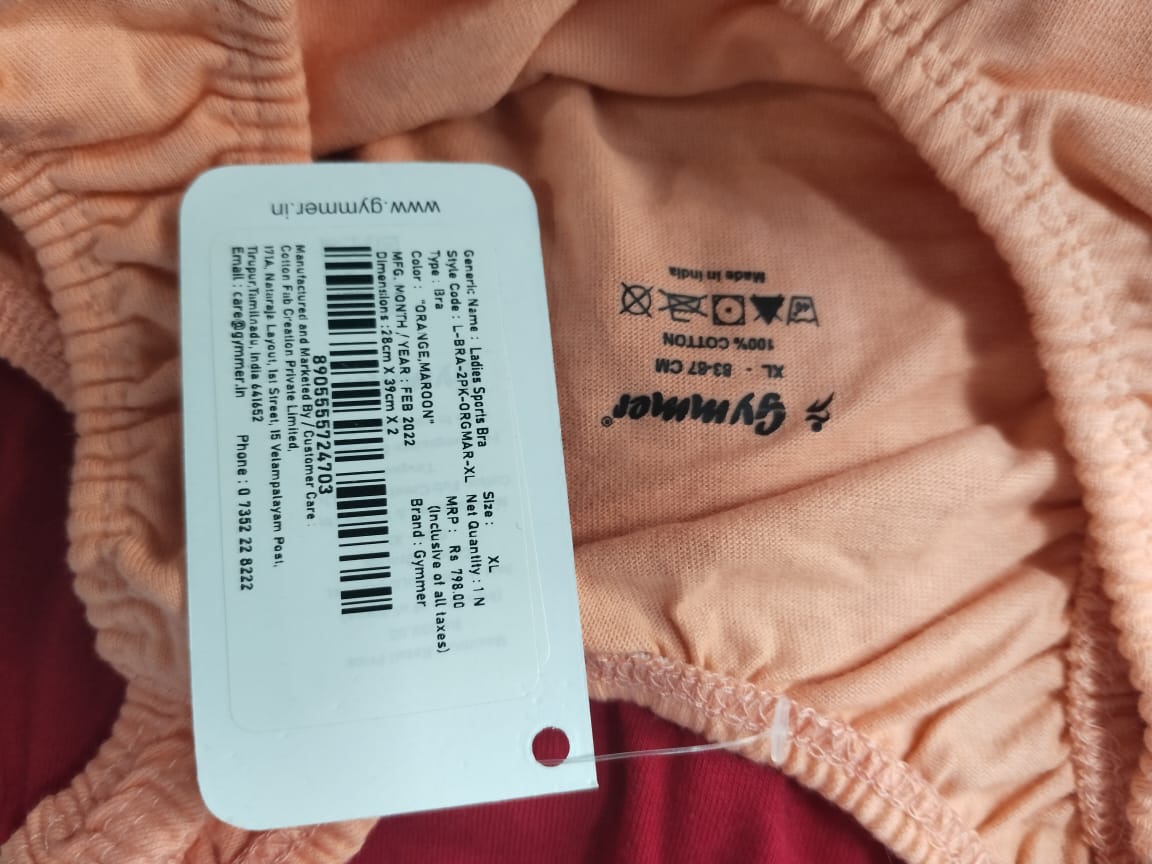 www.gymmer.in
Generic Name : Ladies Sports Bra
Style Code : L-BRA-2PK-ORGMAR-XL
Type : Bra
Color : "ORANGE,MAROON"
MFG. MONTH / YEAR : FEB 2022
Dimensions :28cm X 39cm X 2
Size : XL
Net Quantity : 1 N
MRP : Rs 798.00
(Inclusive of all taxes)
Brand : Gymmer
8905555724703
Manufactured and Marketed By / Customer Care :
Cotton Fab Creation Private Limited,
171A, Nataraja Layout, 1st Street, 15 Velampalayam Post,
Tirupur,Tamilnadu, India 641652
Email : care@gymmer.in Phone : 0 7352 22 8222
Gymmer®
XL - 83-87 CM
100% COTTON
Made in India